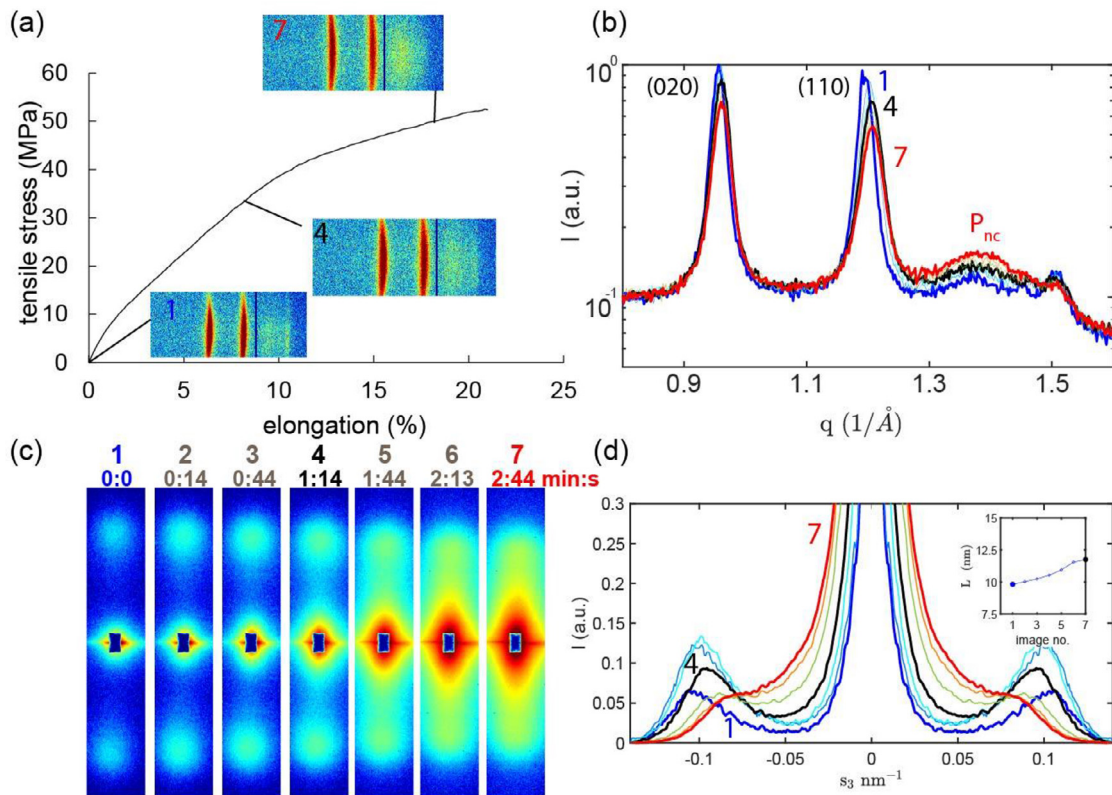 (a)
7
60
50
40
30
20
10
0
4
1
0 5 10 15 20 25
tensile stress (MPa)
elongation (%)
(b)
10⁰
(020)
(110)
1
4
7
Pnc
10⁻¹
0.9 1.1 1.3 1.5
I (a.u.)
q (1/Å)
(c)
1 2 3 4 5 6 7
0:0 0:14 0:44 1:14 1:44 2:13 2:44 min:s
(d)
0.3
0.25
0.2
0.15
0.1
0.05
0
7
4
1
15
12.5
10
7.5
L (nm)
1 3 5 7
image no.
-0.1 -0.05 0 0.05 0.1
I (a.u.)
s₃ nm⁻¹